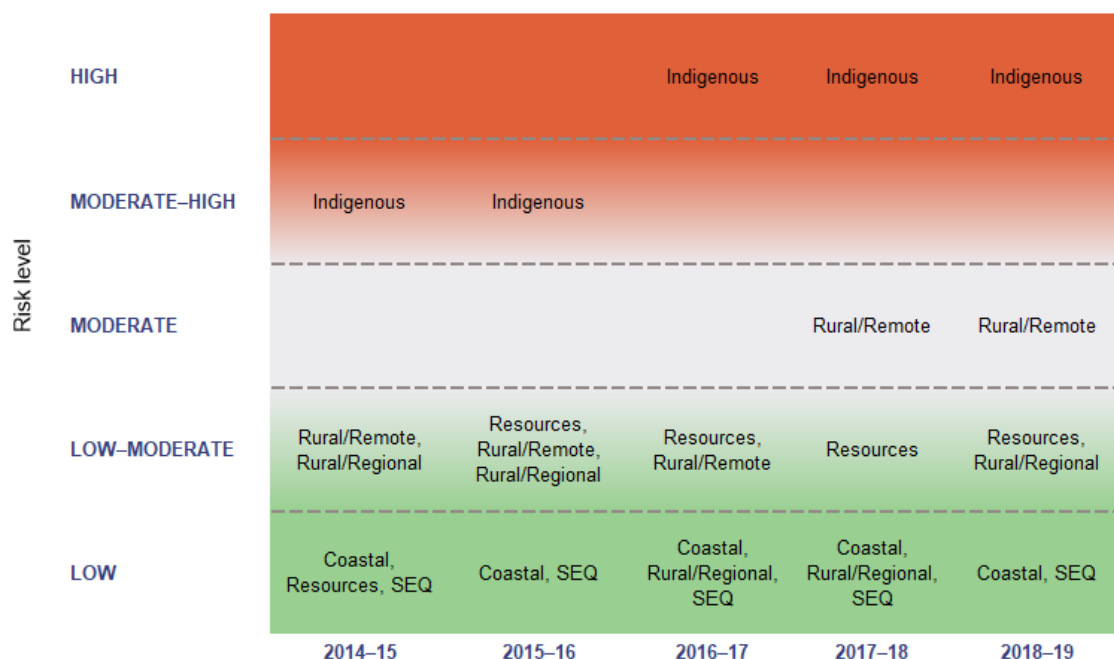 HIGH
Indigenous
Indigenous
Indigenous
MODERATE–HIGH
Indigenous
Indigenous
Risk level
MODERATE
Rural/Remote
Rural/Remote
LOW–MODERATE
Rural/Remote,
Rural/Regional
Resources,
Rural/Remote,
Rural/Regional
Resources,
Rural/Remote
Resources
Resources,
Rural/Regional
LOW
Coastal,
Resources, SEQ
Coastal, SEQ
Coastal,
Rural/Regional,
SEQ
Coastal,
Rural/Regional,
SEQ
Coastal, SEQ
2014–15
2015–16
2016–17
2017–18
2018–19